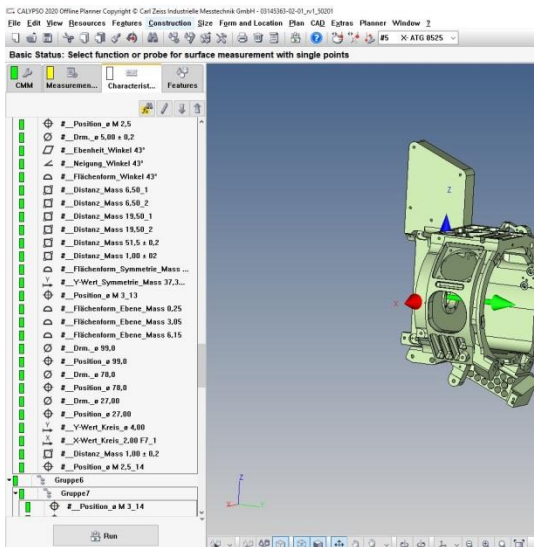 CALYPSO 2020 Offline Planner Copyright © Carl Zeiss Industrielle Messtechnik GmbH - 03145363-02-01_rv1_S0201
File Edit View Resources Features Construction Size Form and Location Plan CAD Extras Planner Window ?
#5 X- ATG 0525
Basic Status: Select function or probe for surface measurement with single points
CMM Measuremen... Characterist... Features
#__Position_ø M 2,5
#__Drm._ø 5,00 ± 0,2
#__Ebenheit_Winkel 43°
#__Neigung_Winkel 43°
#__Flächenform_Winkel 43°
#__Distanz_Mass 6,50_1
#__Distanz_Mass 6,50_2
#__Distanz_Mass 19,50_1
#__Distanz_Mass 19,50_2
#__Distanz_Mass 51,5 ± 0,2
#__Distanz_Mass 1,00 ± 02
#__Flächenform_Symmetrie_Mass ...
#__Y-Wert_Symmetrie_Mass 37,3...
#__Position_ø M 3_13
#__Flächenform_Ebene_Mass 0,25
#__Flächenform_Ebene_Mass 3,05
#__Flächenform_Ebene_Mass 6,15
#__Drm._ø 99,0
#__Position_ø 99,0
#__Drm._ø 78,0
#__Position_ø 78,0
#__Drm._ø 27,00
#__Position_ø 27,00
#__Y-Wert_Kreis_ø 4,00
#__X-Wert_Kreis_2,00 F7_1
#__Distanz_Mass 1,00 ± 0,2
#__Position_ø M 2,5_14
Gruppe6
Gruppe7
#__Position_ø M 3_14
Run
Z
X
Z
X
Y